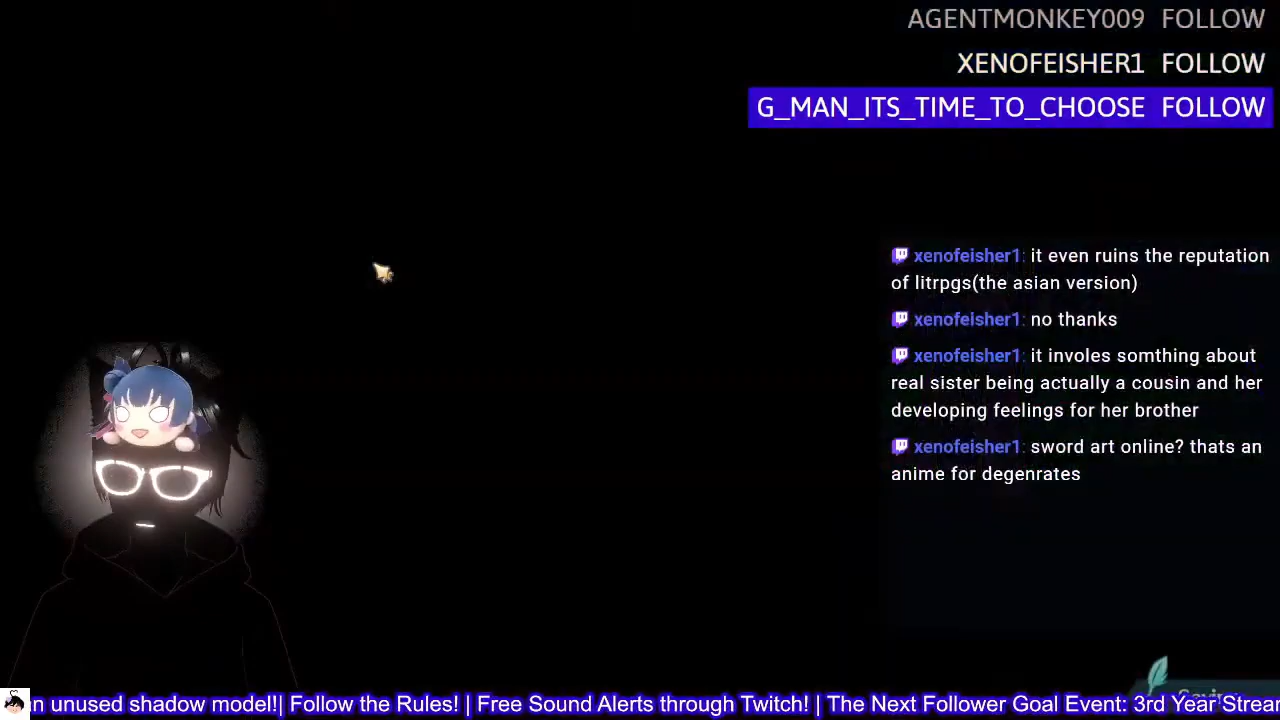 AGENTMONKEY009 FOLLOW
XENOFEISHER1 FOLLOW
G_MAN_ITS_TIME_TO_CHOOSE FOLLOW
xenofeisher1: it even ruins the reputation
of litrpgs(the asian version)
xenofeisher1: no thanks
xenofeisher1: it involes somthing about
real sister being actually a cousin and her
developing feelings for her brother
xenofeisher1: sword art online? thats an
anime for degenrates
unused shadow model!| Follow the Rules! | Free Sound Alerts through Twitch! | The Next Follower Goal Event: 3rd Year